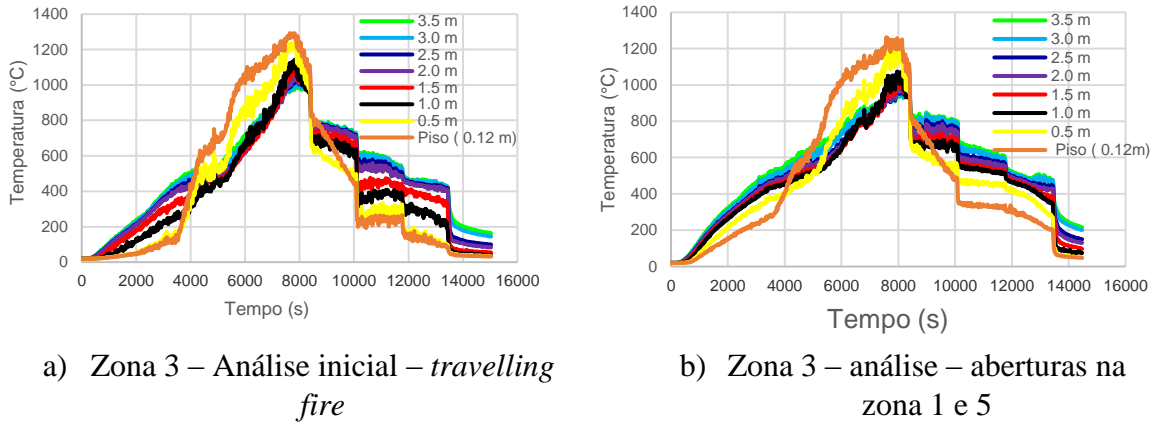 1400
1200
1000
800
600
400
200
0
Temperatura (°C)
0 2000 4000 6000 8000 10000 12000 14000 16000
Tempo (s)
3.5 m
3.0 m
2.5 m
2.0 m
1.5 m
1.0 m
0.5 m
Piso ( 0.12 m)
a) Zona 3 – Análise inicial – travelling
fire
1400
1200
1000
800
600
400
200
0
Temperatura (°C)
0 2000 4000 6000 8000 10000 12000 14000 16000
Tempo (s)
3.5 m
3.0 m
2.5 m
2.0 m
1.5 m
1.0 m
0.5 m
Piso ( 0.12m)
b) Zona 3 – análise – aberturas na
zona 1 e 5